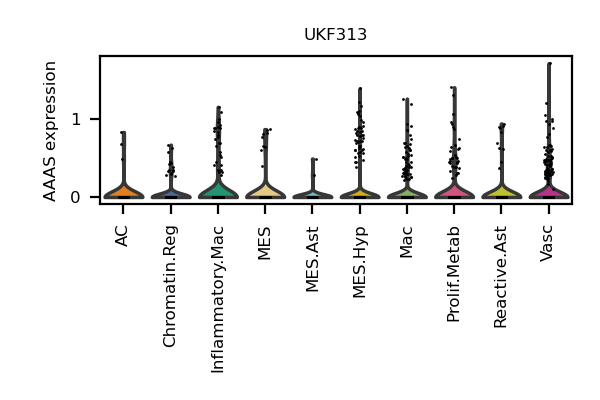 UKF313
AAAS expression
1
0
AC
Chromatin.Reg
Inflammatory.Mac
MES
MES.Ast
MES.Hyp
Mac
Prolif.Metab
Reactive.Ast
Vasc